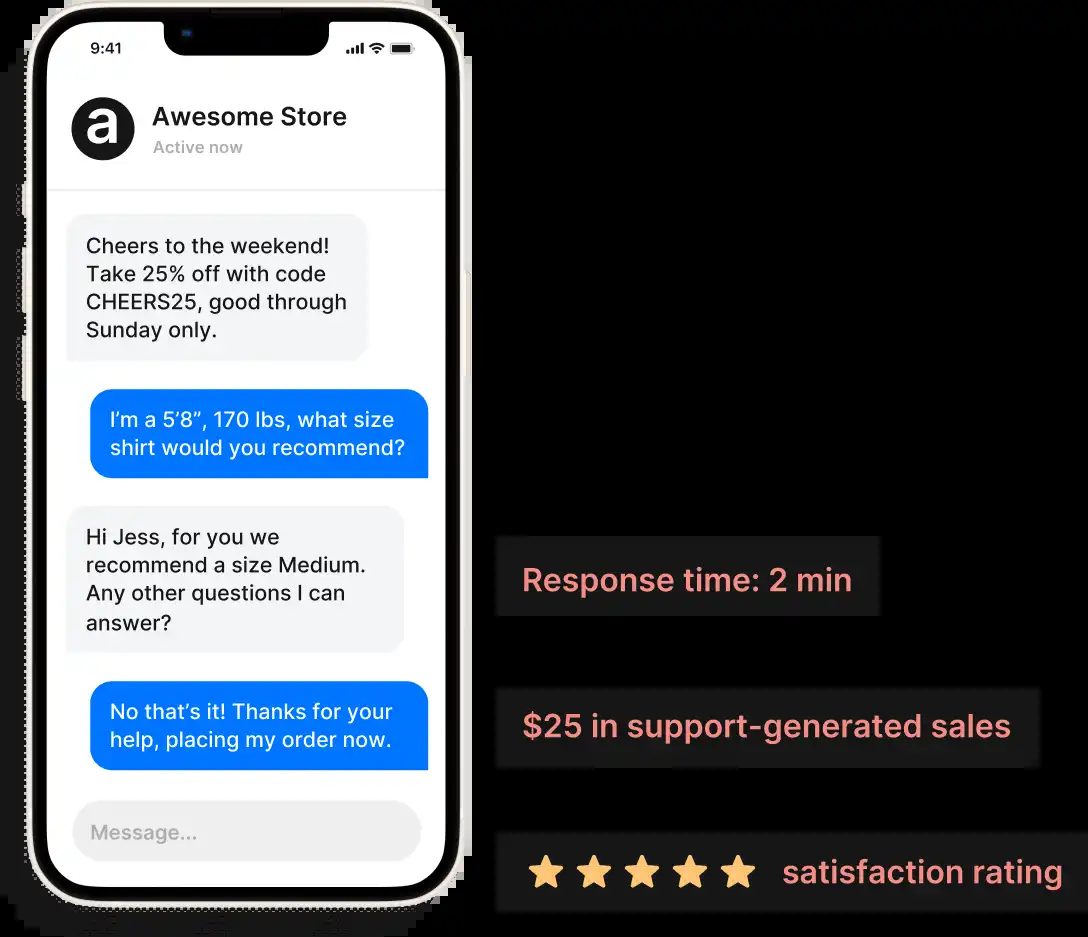 9:41
a
Awesome Store
Active now
Cheers to the weekend!
Take 25% off with code
CHEERS25, good through
Sunday only.
I’m a 5’8”, 170 lbs, what size
shirt would you recommend?
Hi Jess, for you we
recommend a size Medium.
Any other questions I can
answer?
No that’s it! Thanks for your
help, placing my order now.
Message...
Response time: 2 min
$25 in support-generated sales
satisfaction rating